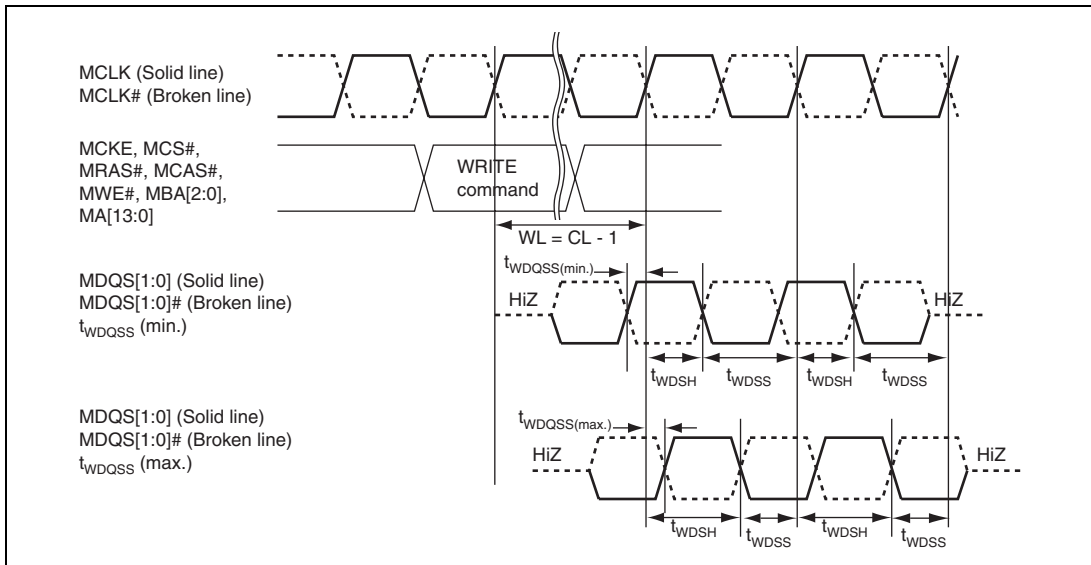 MCLK (Solid line)
MCLK# (Broken line)
MCKE, MCS#,
MRAS#, MCAS#,
MWE#, MBA[2:0],
MA[13:0]
WRITE
command
WL = CL - 1
MDQS[1:0] (Solid line)
MDQS[1:0]# (Broken line)
tWDQSS (min.)
tWDQSS(min.)
HiZ
HiZ
tWDSH
tWDSS
tWDSH
tWDSS
MDQS[1:0] (Solid line)
MDQS[1:0]# (Broken line)
tWDQSS (max.)
tWDQSS(max.)
HiZ
HiZ
tWDSH
tWDSS
tWDSH
tWDSS